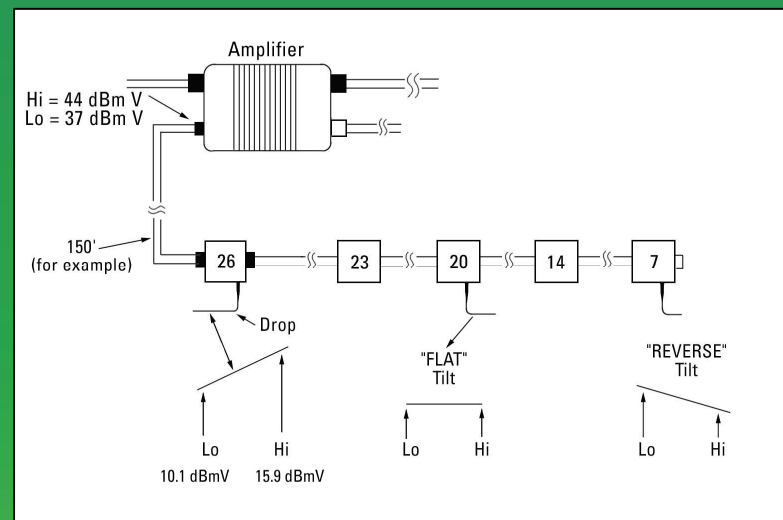 Amplifier
Hi = 44 dBm V
Lo = 37 dBm V
150'
(for example)
26
23
20
14
7
Drop
"FLAT"
Tilt
"REVERSE"
Tilt
Lo
Hi
Lo
Hi
Lo
Hi
10.1 dBmV
15.9 dBmV